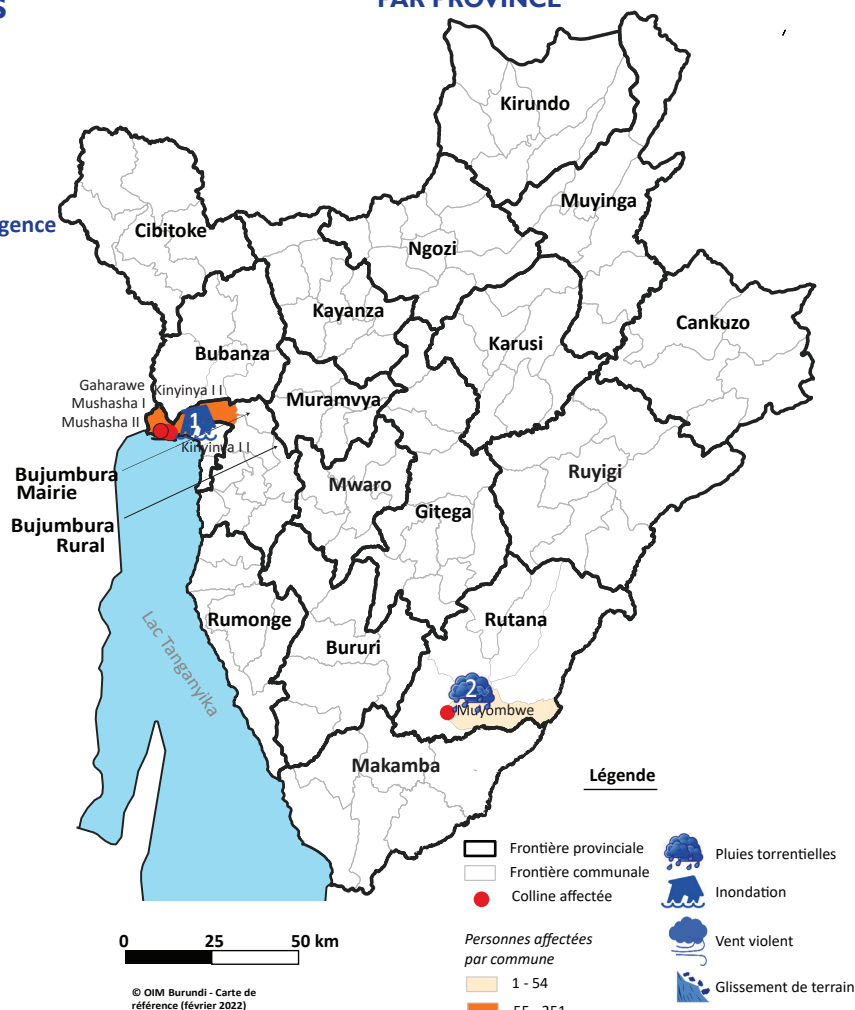 S
PAR PROVINCE
gence
Kirundo
Muyinga
Cibitoke
Ngozi
Kayanza
Cankuzo
Karusi
Bubanza
Gaharawe
Kinyinya I I
Mushasha I
Muramvya
Mushasha II
1
Kinyinya I I
Bujumbura
Mairie
Ruyigi
Mwaro
Gitega
Bujumbura
Rural
Lac Tanganyika
Rumonge
Rutana
Bururi
2
Muyombwe
Makamba
Légende
Frontière provinciale
Frontière communale
Colline affectée
Personnes affectées
par commune
1 - 54
55 - 251
Pluies torrentielles
Inondation
Vent violent
Glissement de terrain
0 25 50 km
© OIM Burundi - Carte de
référence (février 2022)